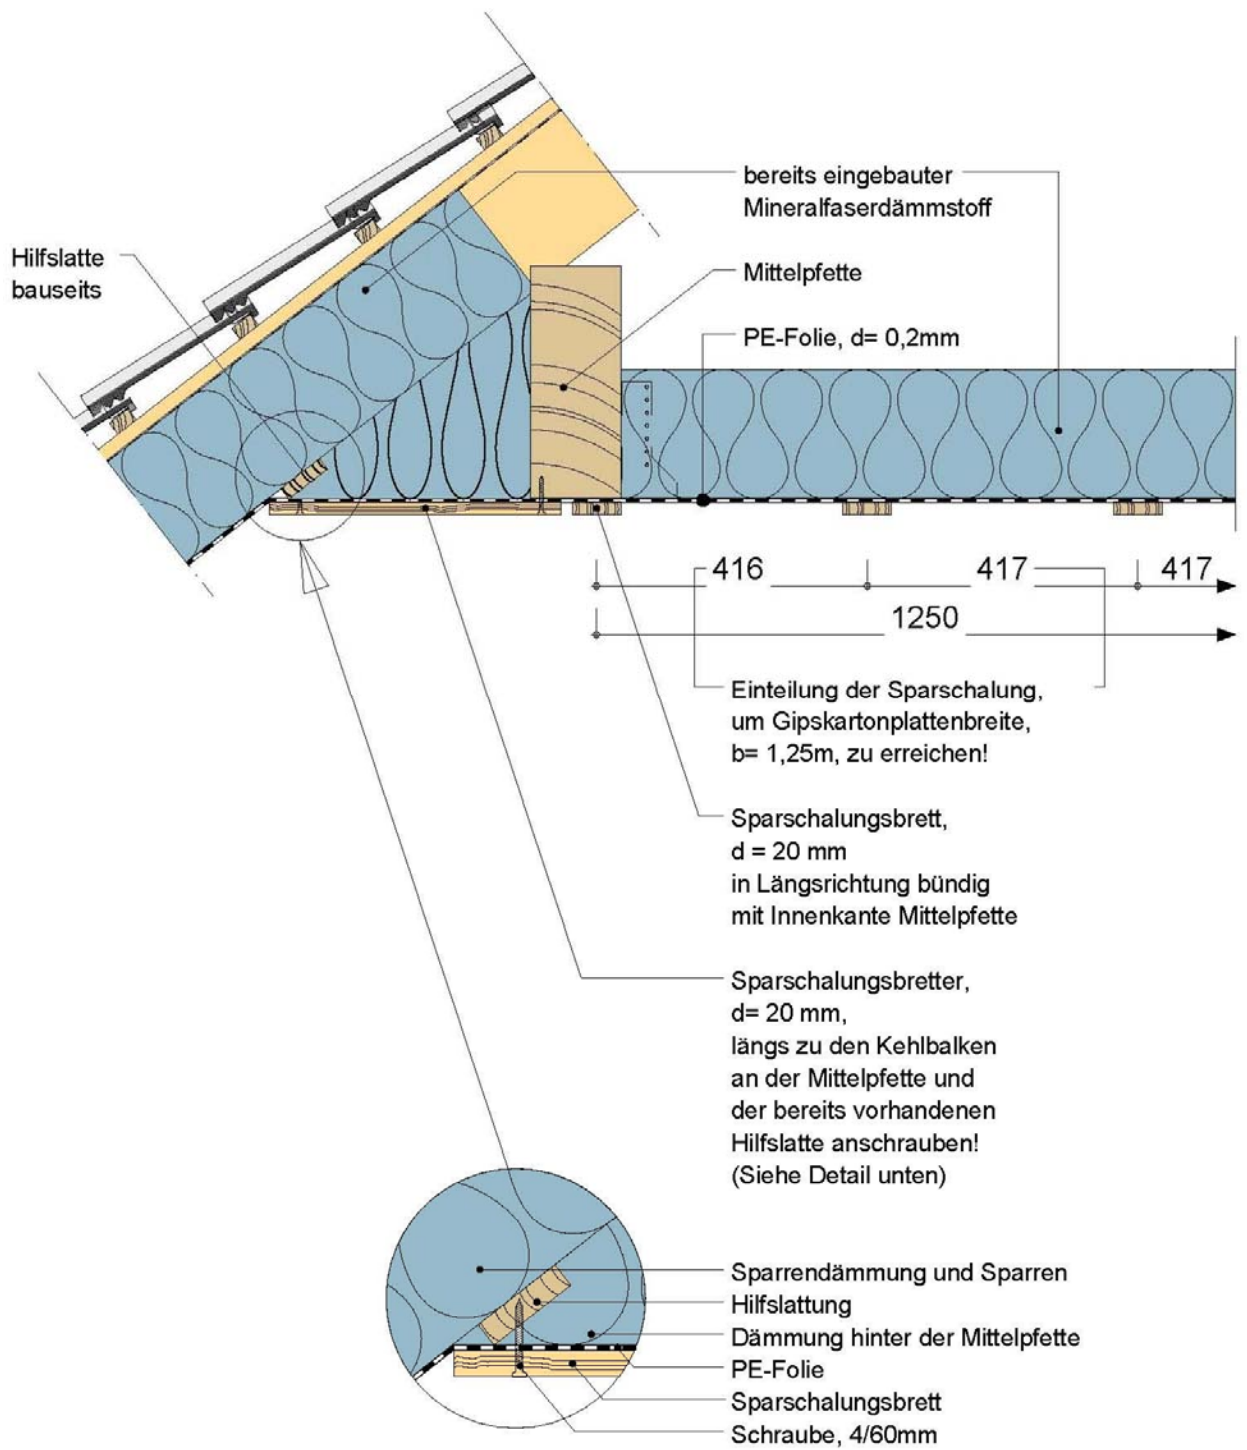 bereits eingebauter
Mineralfaserdämmstoff
Hilfslatte
bauseits
Mittelpfette
PE-Folie, d= 0,2mm
416
417
417
1250
Einteilung der Sparschalung,
um Gipskartonplattenbreite,
b= 1,25m, zu erreichen!
Sparschalungsbrett,
d = 20 mm
in Längsrichtung bündig
mit Innenkante Mittelpfette
Sparschalungsbretter,
d= 20 mm,
längs zu den Kehlbalken
an der Mittelpfette und
der bereits vorhandenen
Hilfslatte anschrauben!
(Siehe Detail unten)
Sparrendämmung und Sparren
Hilfslattung
Dämmung hinter der Mittelpfette
PE-Folie
Sparschalungsbrett
Schraube, 4/60mm